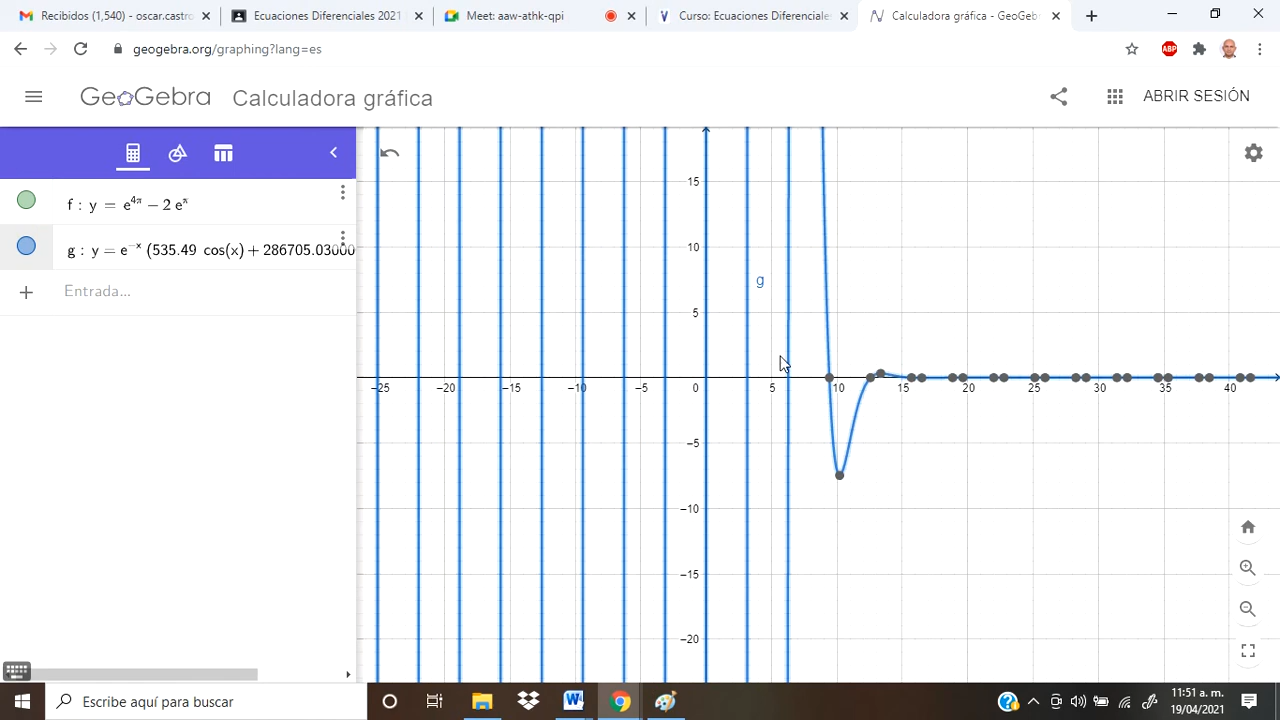 Recibidos (1,540) - oscar.castro
Ecuaciones Diferenciales 2021
Meet: aaw-athk-qpi
Curso: Ecuaciones Diferenciale
Calculadora gráfica - GeoGebr
geogebra.org/graphing?lang=es
ABP
GeoGebra
Calculadora gráfica
ABRIR SESIÓN
f : y = e^{4π} − 2 e^{π}
g : y = e^{−x} (535.49 cos(x) + 286705.03000
Entrada...
15
10
5
−5
−10
−15
−20
−25 −20 −15 −10 −5 0 5 10 15 20 25 30 35 40
g
Escribe aquí para buscar
11:51 a. m.
19/04/2021